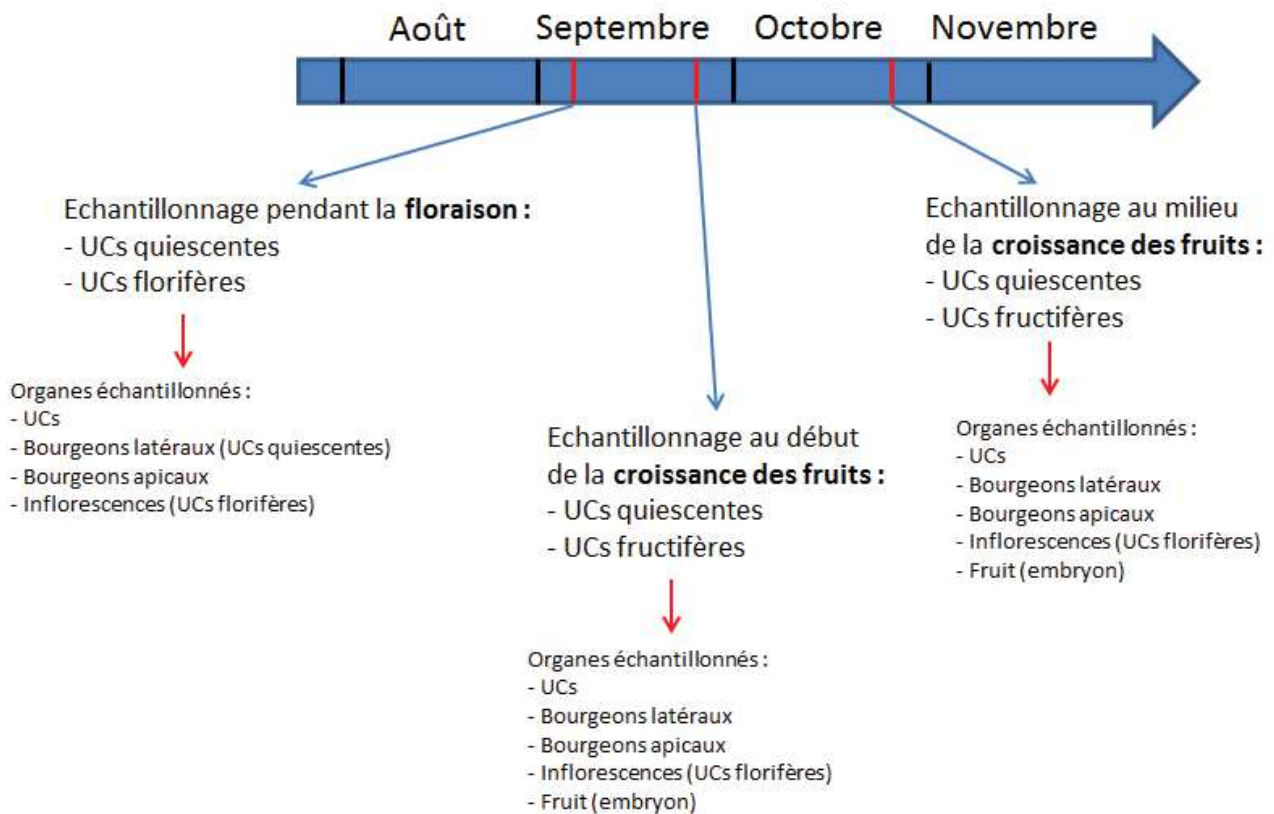 Août Septembre Octobre Novembre
Echantillonnage pendant la floraison :
- UCs quiescentes
- UCs florifères
Organes échantillonnés :
- UCs
- Bourgeons latéraux (UCs quiescentes)
- Bourgeons apicaux
- Inflorescences (UCs florifères)
Echantillonnage au début
de la croissance des fruits :
- UCs quiescentes
- UCs fructifères
Organes échantillonnés :
- UCs
- Bourgeons latéraux
- Bourgeons apicaux
- Inflorescences (UCs florifères)
- Fruit (embryon)
Echantillonnage au milieu
de la croissance des fruits :
- UCs quiescentes
- UCs fructifères
Organes échantillonnés :
- UCs
- Bourgeons latéraux
- Bourgeons apicaux
- Inflorescences (UCs florifères)
- Fruit (embryon)